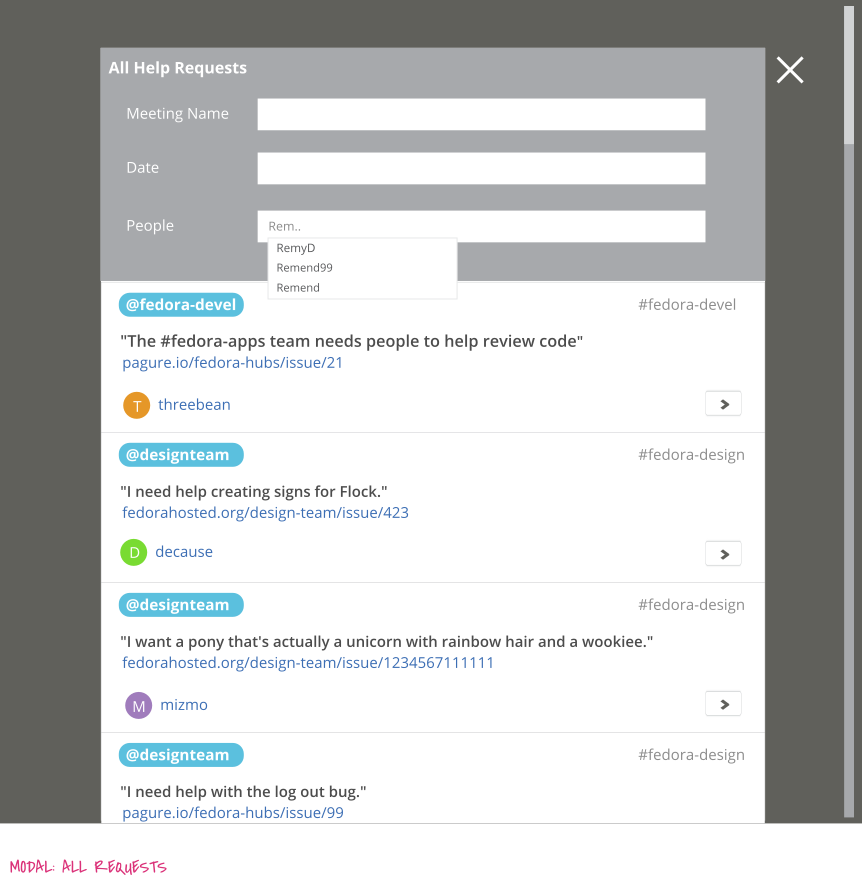 All Help Requests
Meeting Name
Date
People
Rem..
RemyD
Remend99
Remend
@fedora-devel
#fedora-devel
"The #fedora-apps team needs people to help review code"
pagure.io/fedora-hubs/issue/21
T threebean
@designteam
#fedora-design
"I need help creating signs for Flock."
fedorahosted.org/design-team/issue/423
D decause
@designteam
#fedora-design
"I want a pony that's actually a unicorn with rainbow hair and a wookiee."
fedorahosted.org/design-team/issue/1234567111111
M mizmo
@designteam
#fedora-design
"I need help with the log out bug."
pagure.io/fedora-hubs/issue/99
MODAL: ALL REQUESTS